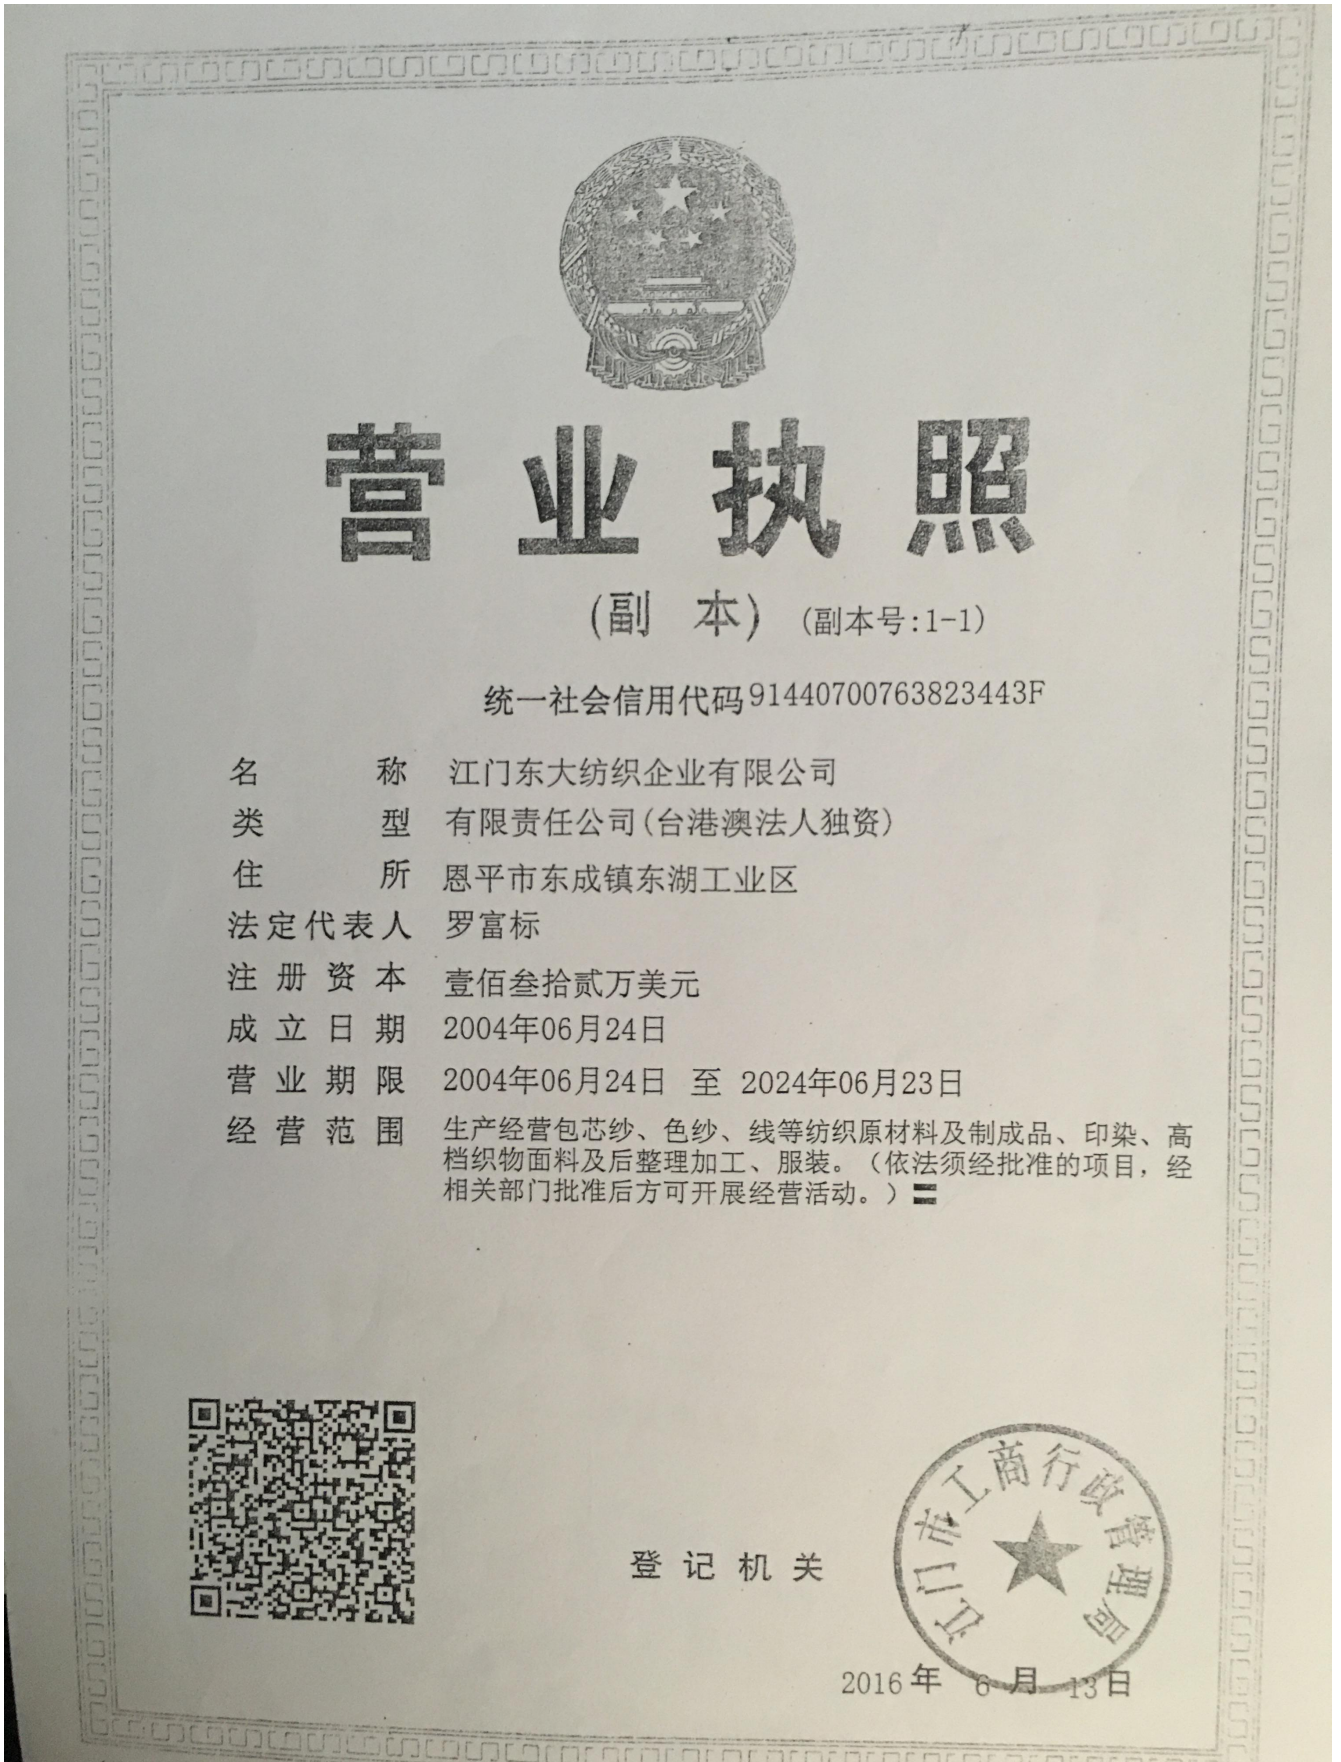 营业执照
(副 本) (副本号:1-1)
统一社会信用代码91440700763823443F
名 称 江门东大纺织企业有限公司
类 型 有限责任公司(台港澳法人独资)
住 所 恩平市东成镇东湖工业区
法定代表人 罗富标
注册资本 壹佰叁拾贰万美元
成立日期 2004年06月24日
营业期限 2004年06月24日 至 2024年06月23日
经营范围 生产经营包芯纱、色纱、线等纺织原材料及制成品、印染、高
档织物面料及后整理加工、服装。（依法须经批准的项目，经
相关部门批准后方可开展经营活动。）〓
江门市工商行政管理局
登记机关
2016年 6月 13日